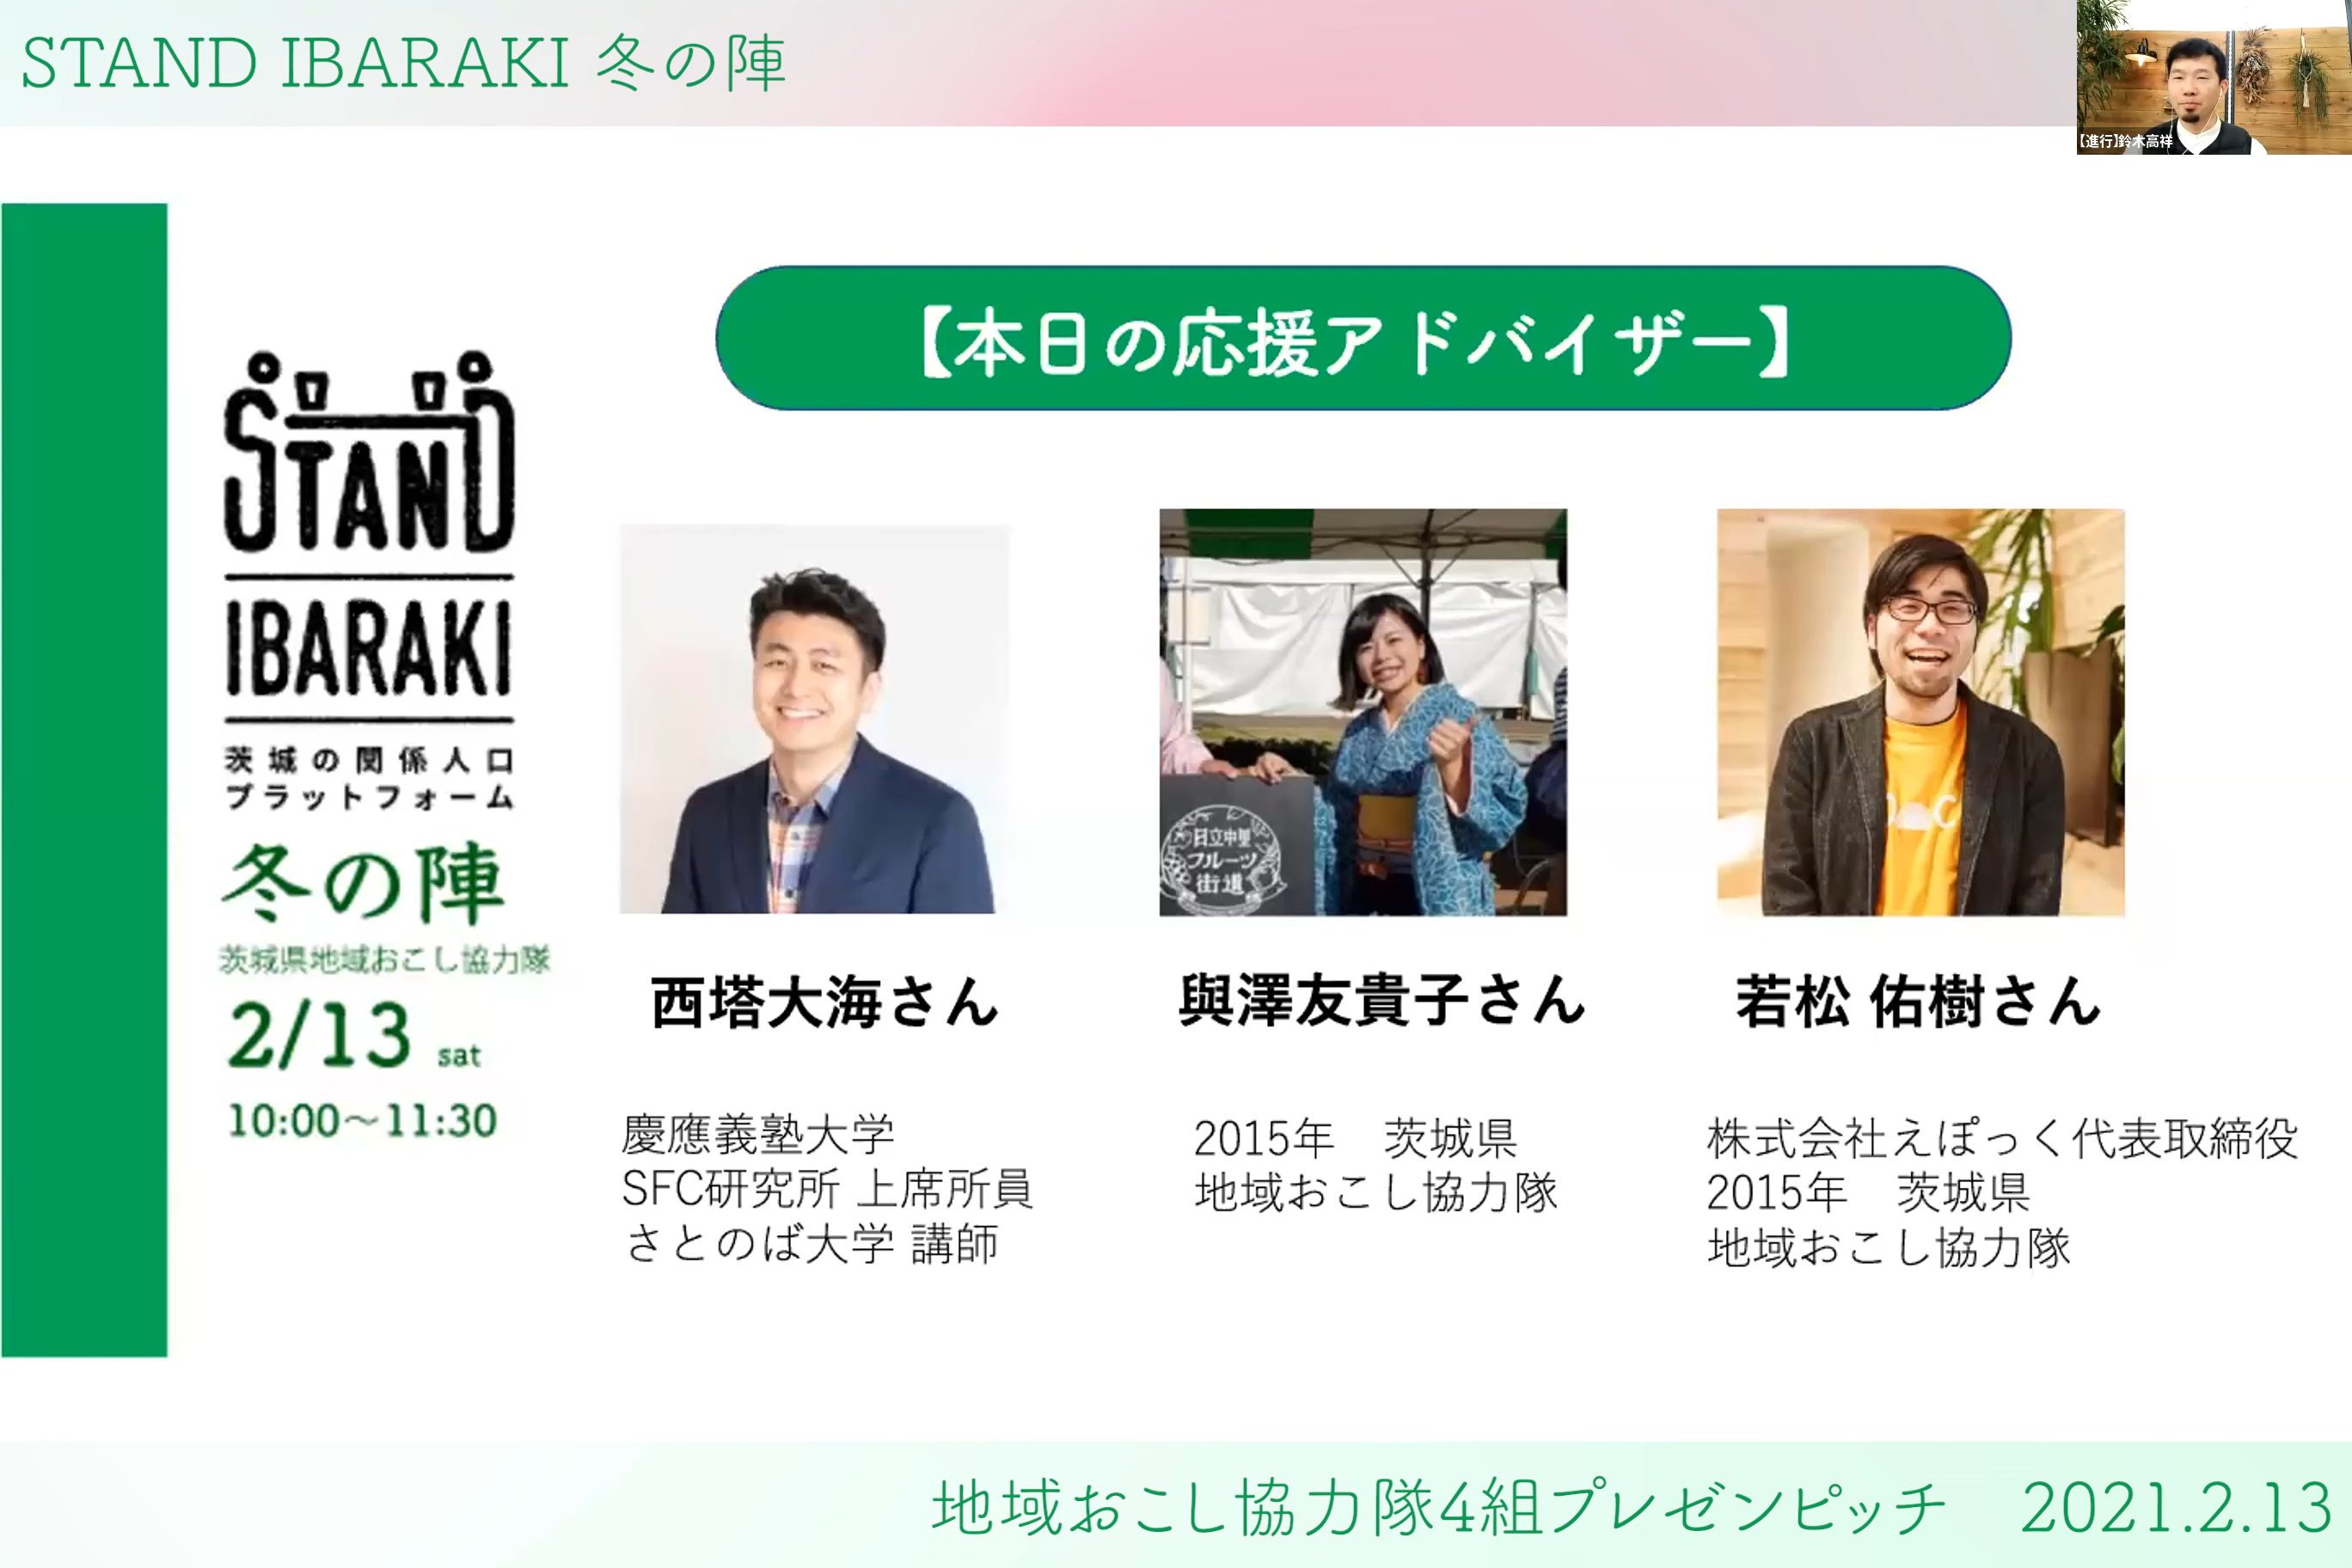 STAND IBARAKI 冬の陣
【進行】鈴木高祥
【本日の応援アドバイザー】
STAND
IBARAKI
茨城の関係人口
プラットフォーム
冬の陣
茨城県地域おこし協力隊
2/13 sat
10:00～11:30
日立中里
フルーツ
街道
西塔大海さん
慶應義塾大学
SFC研究所 上席所員
さとのば大学 講師
與澤友貴子さん
2015年　茨城県
地域おこし協力隊
若松 佑樹さん
株式会社えぽっく代表取締役
2015年　茨城県
地域おこし協力隊
地域おこし協力隊4組プレゼンピッチ　2021.2.13